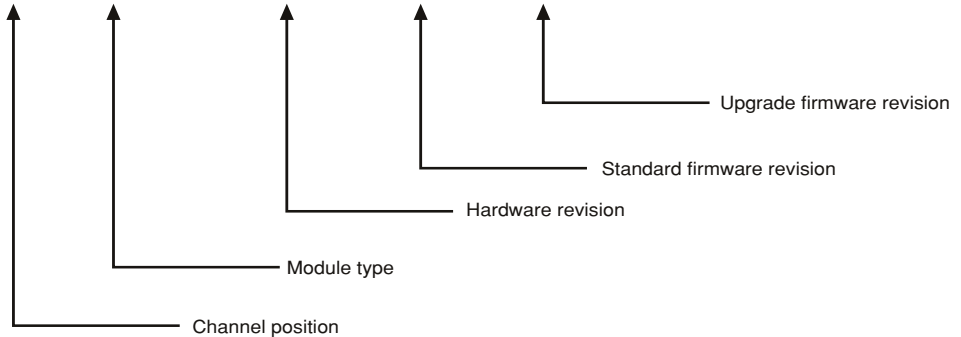 Upgrade firmware revision
Standard firmware revision
Hardware revision
Module type
Channel position